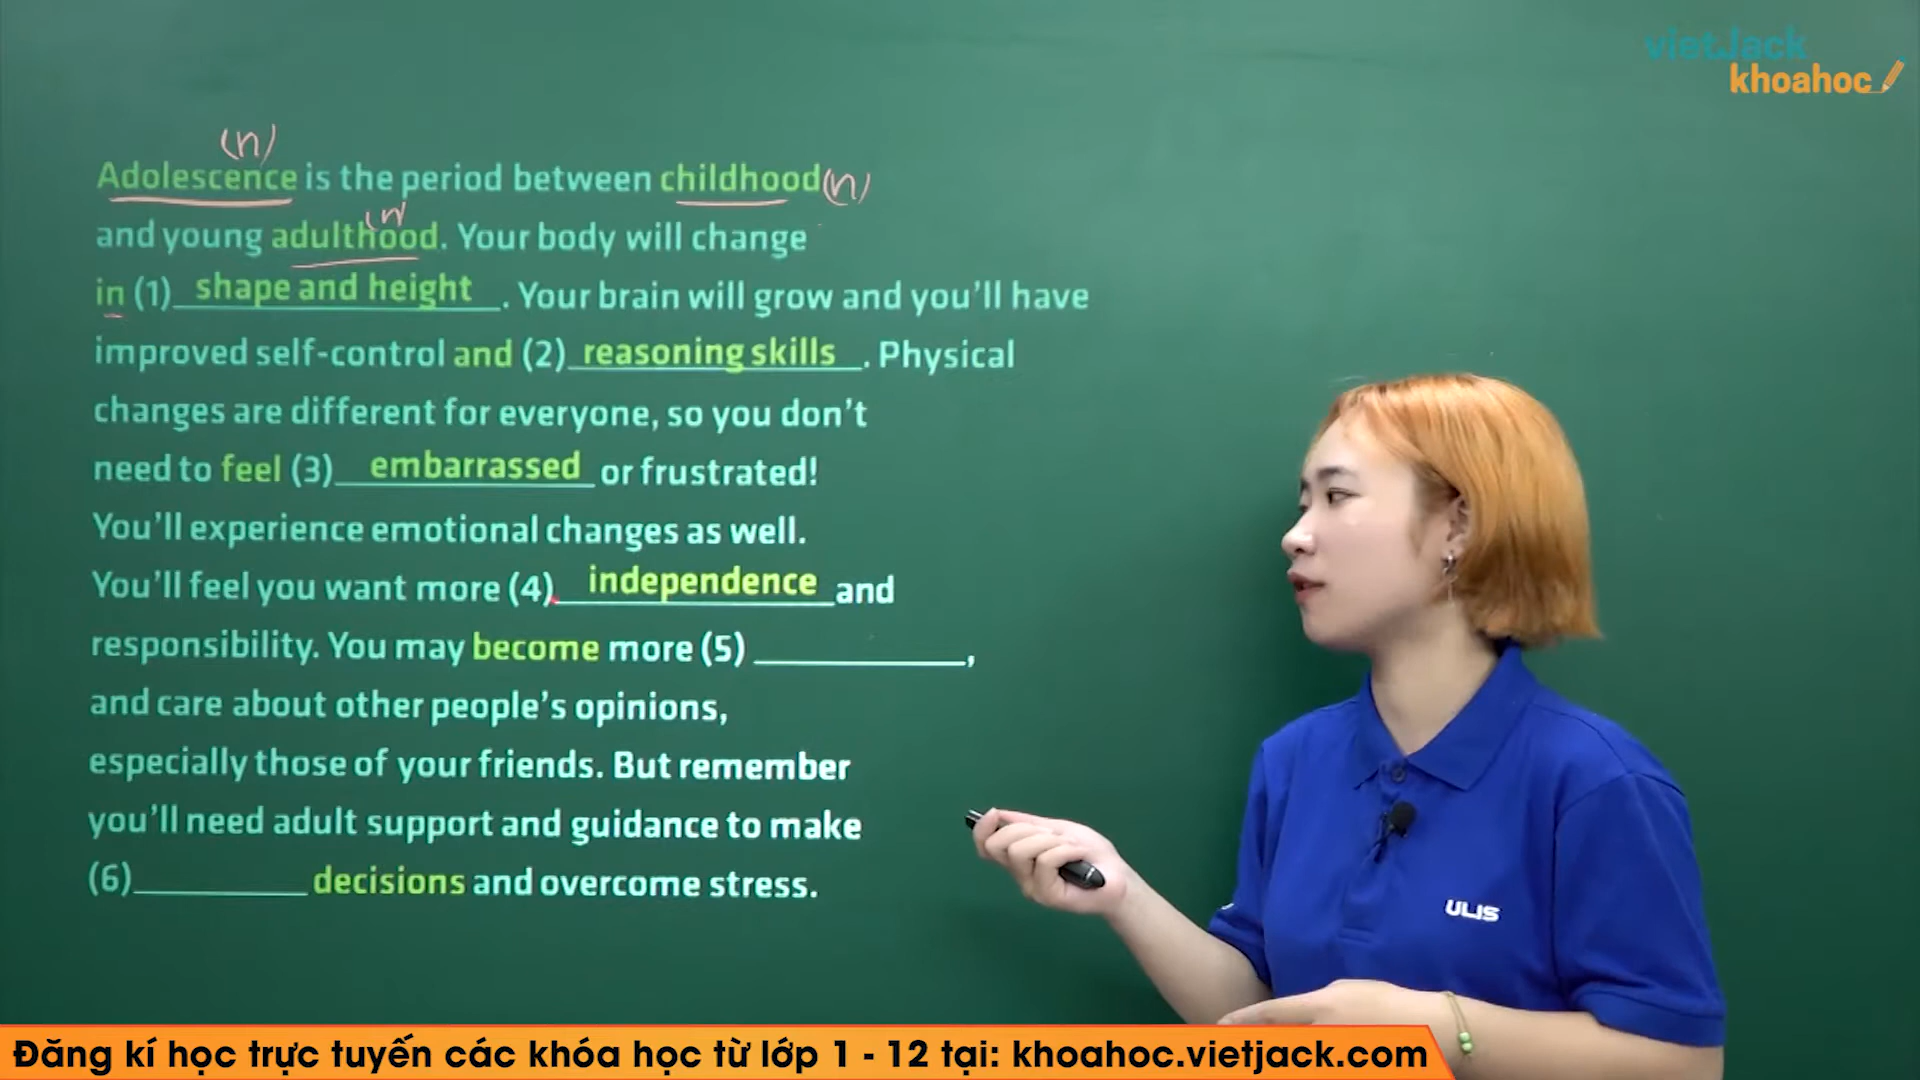 vietJack
khoahoc
(n)
Adolescence is the period between childhood (n)
(n)
and young adulthood. Your body will change
in (1) shape and height. Your brain will grow and you'll have
improved self-control and (2) reasoning skills. Physical
changes are different for everyone, so you don't
need to feel (3) embarrassed or frustrated!
You'll experience emotional changes as well.
You'll feel you want more (4) independence and
responsibility. You may become more (5) ____________,
and care about other people's opinions,
especially those of your friends. But remember
you'll need adult support and guidance to make
(6)__________ decisions and overcome stress.
ULIS
Đăng kí học trực tuyến các khóa học từ lớp 1 - 12 tại: khoahoc.vietjack.com